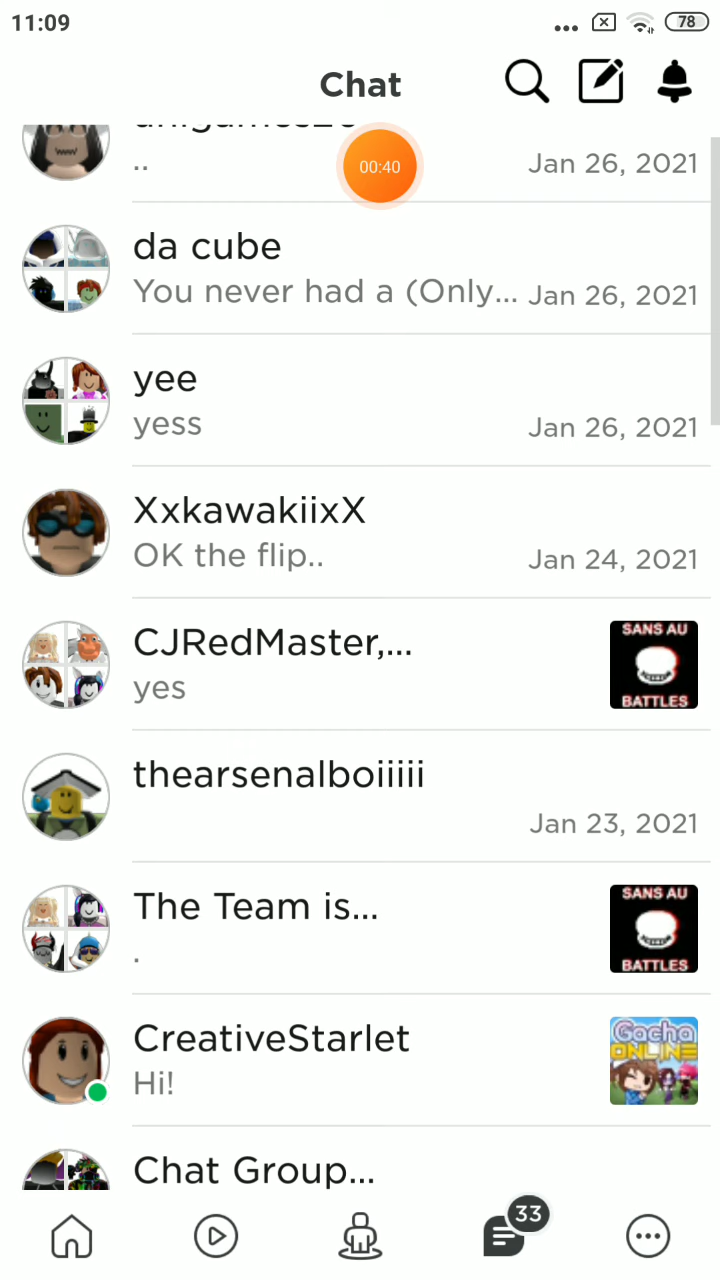 11:09
78
Chat
00:40
..
Jan 26, 2021
da cube
You never had a (Only...
Jan 26, 2021
yee
yess
Jan 26, 2021
XxkawakiixX
OK the flip..
Jan 24, 2021
CJRedMaster,...
yes
SANS AU
BATTLES
thearsenalboiiiii
Jan 23, 2021
The Team is...
.
SANS AU
BATTLES
CreativeStarlet
Hi!
Gacha
ONLINE
Chat Group...
33